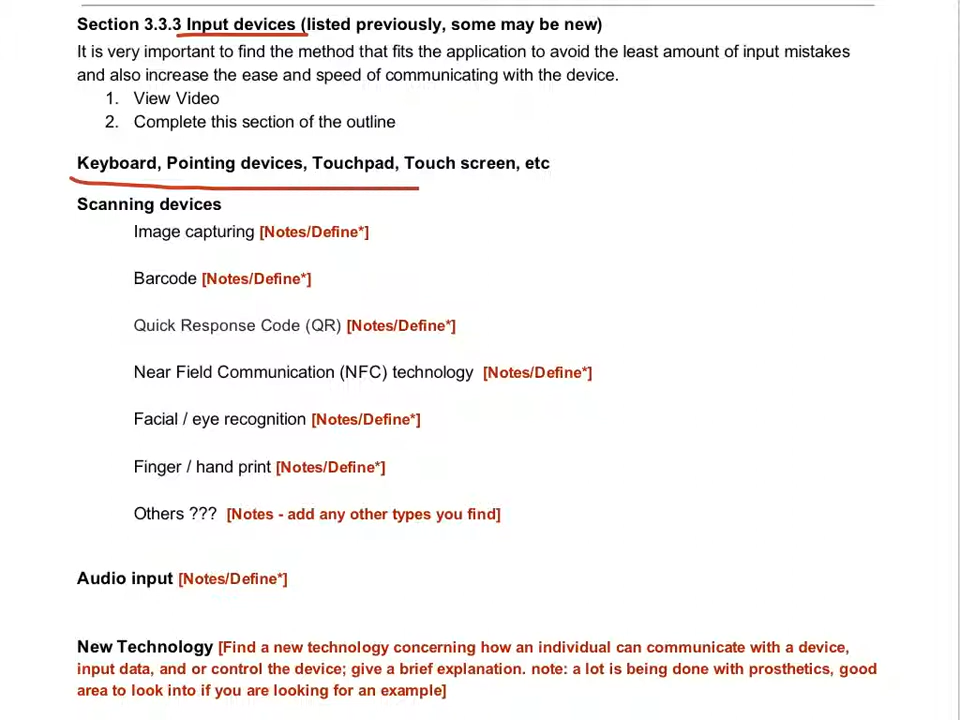 Section 3.3.3 Input devices (listed previously, some may be new)
It is very important to find the method that fits the application to avoid the least amount of input mistakes
and also increase the ease and speed of communicating with the device.
1. View Video
2. Complete this section of the outline
Keyboard, Pointing devices, Touchpad, Touch screen, etc
Scanning devices
Image capturing [Notes/Define*]
Barcode [Notes/Define*]
Quick Response Code (QR) [Notes/Define*]
Near Field Communication (NFC) technology [Notes/Define*]
Facial / eye recognition [Notes/Define*]
Finger / hand print [Notes/Define*]
Others ??? [Notes - add any other types you find]
Audio input [Notes/Define*]
New Technology [Find a new technology concerning how an individual can communicate with a device,
input data, and or control the device; give a brief explanation. note: a lot is being done with prosthetics, good
area to look into if you are looking for an example]